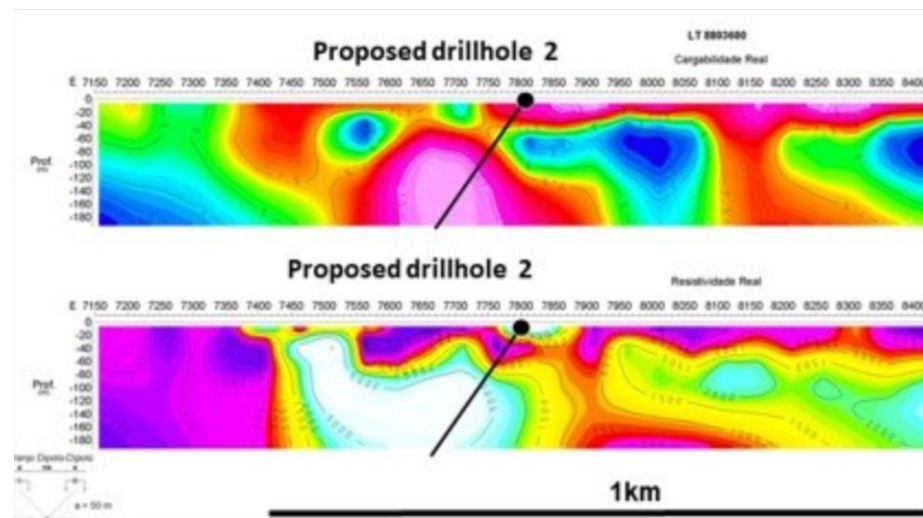 LT 8803600
Proposed drillhole 2
Cargabilidade Real
E 7150 7200 7250 7300 7350 7400 7450 7500 7550 7600 7650 7700 7750 7800 7850 7900 7950 8000 8050 8100 8150 8200 8250 8300 8350 8400
0
-20
-40
-60
-80
Prof.
-100
-120
-140
-160
-180
Proposed drillhole 2
Resistividade Real
E 7150 7200 7250 7300 7350 7400 7450 7500 7550 7600 7650 7700 7750 7800 7850 7900 7950 8000 8050 8100 8150 8200 8250 8300 8350 8400
0
-20
-40
-60
-80
Prof.
-100
-120
-140
-160
-180
Dipolo-Dipolo
a = 50 m
1km